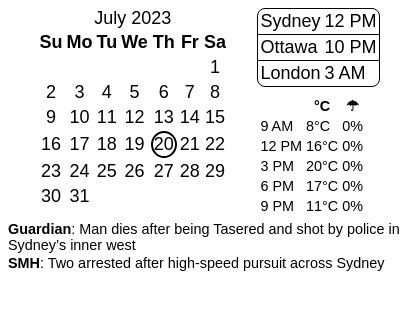 July 2023
Su Mo Tu We Th Fr Sa
1
2 3 4 5 6 7 8
9 10 11 12 13 14 15
16 17 18 19 20 21 22
23 24 25 26 27 28 29
30 31
Sydney 12 PM
Ottawa 10 PM
London 3 AM
°C ☂
9 AM 8°C 0%
12 PM 16°C 0%
3 PM 20°C 0%
6 PM 17°C 0%
9 PM 11°C 0%
Guardian: Man dies after being Tasered and shot by police in
Sydney's inner west
SMH: Two arrested after high-speed pursuit across Sydney